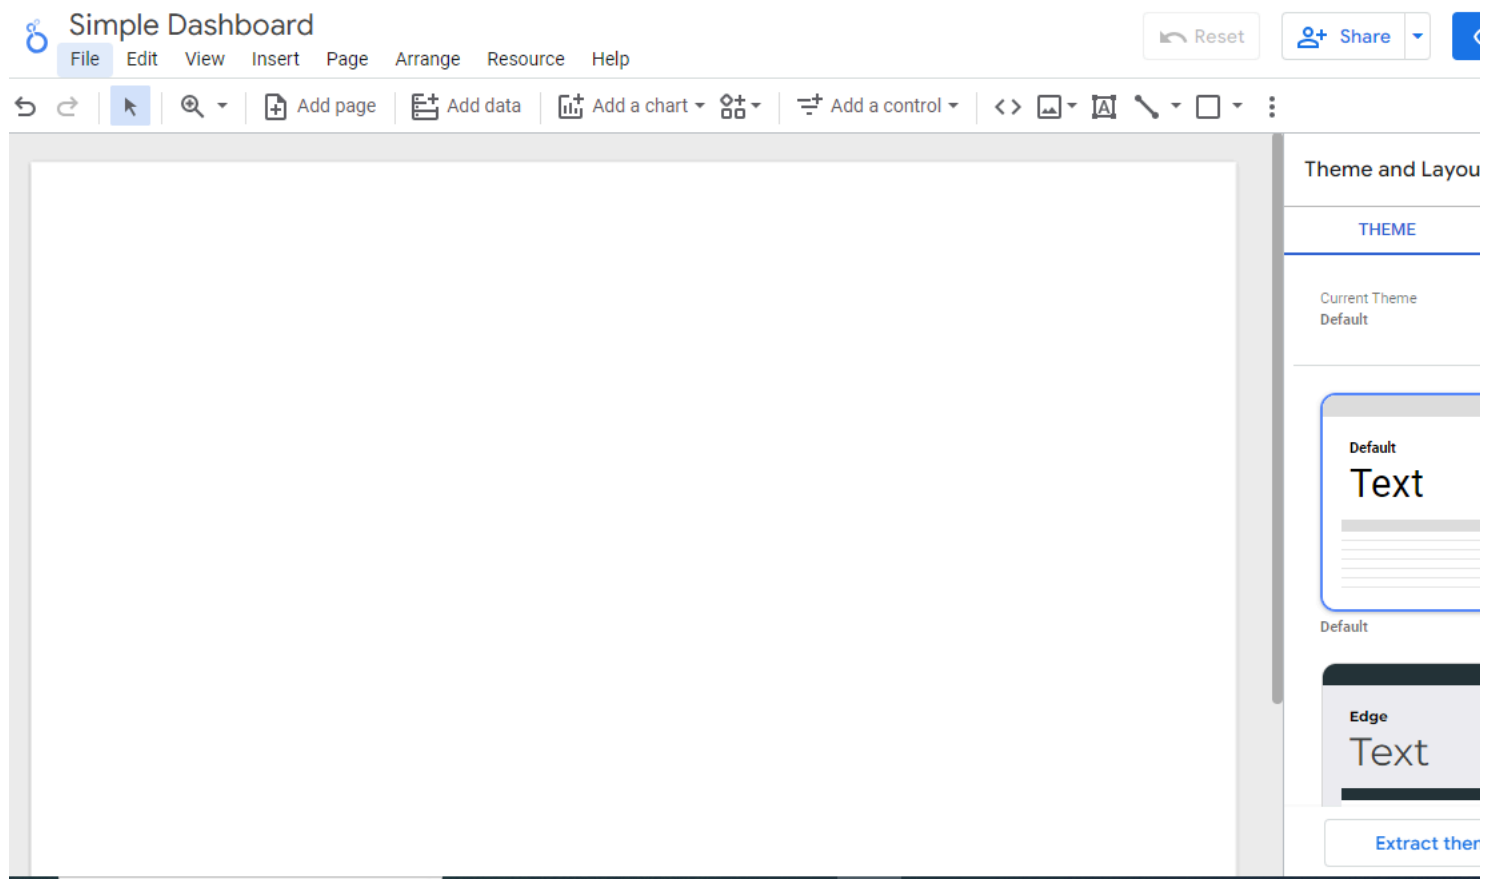 Simple Dashboard
Reset
Share
File Edit View Insert Page Arrange Resource Help
Add page Add data Add a chart Add a control
Theme and Layou
THEME
Current Theme
Default
Default
Text
Default
Edge
Text
Extract ther